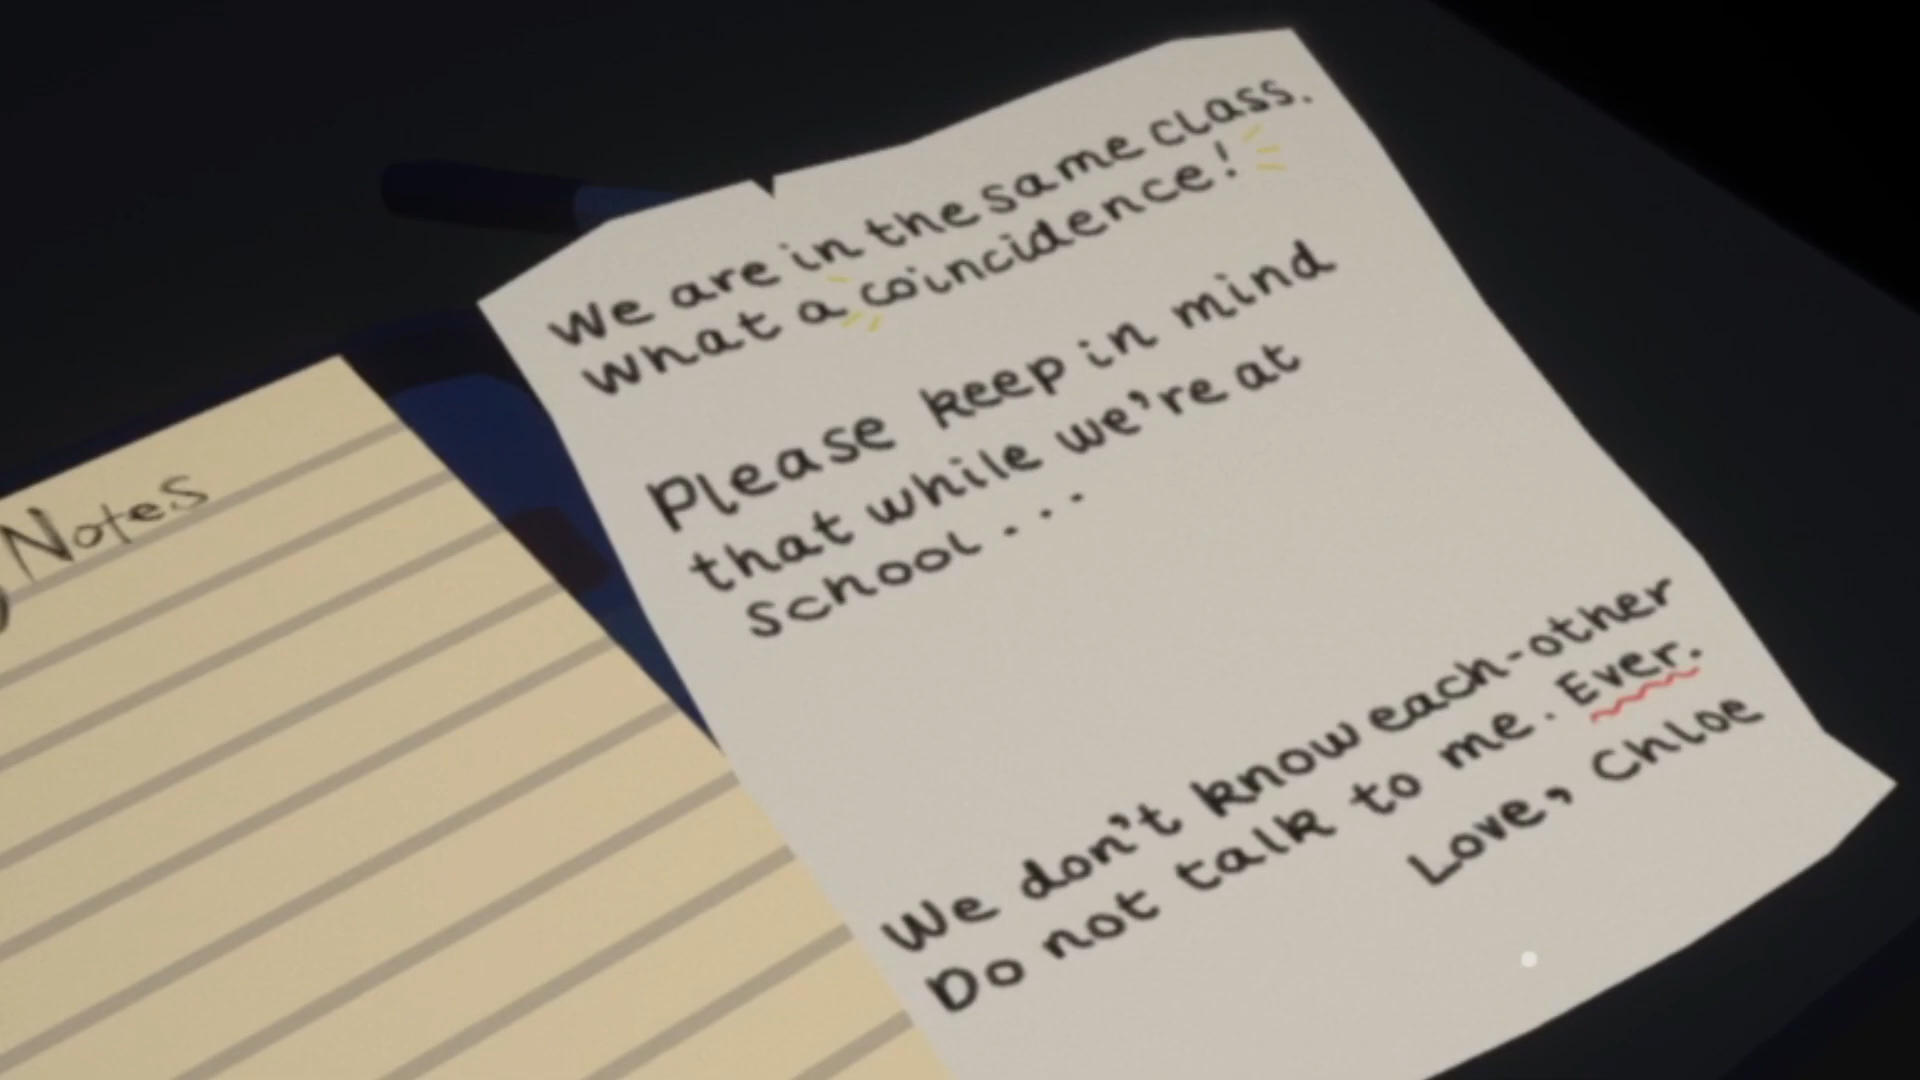 Notes
We are in the same class.
What a coincidence!
Please keep in mind
that while we're at
school...
We don't know each-other
Do not talk to me. Ever.
Love, Chloe